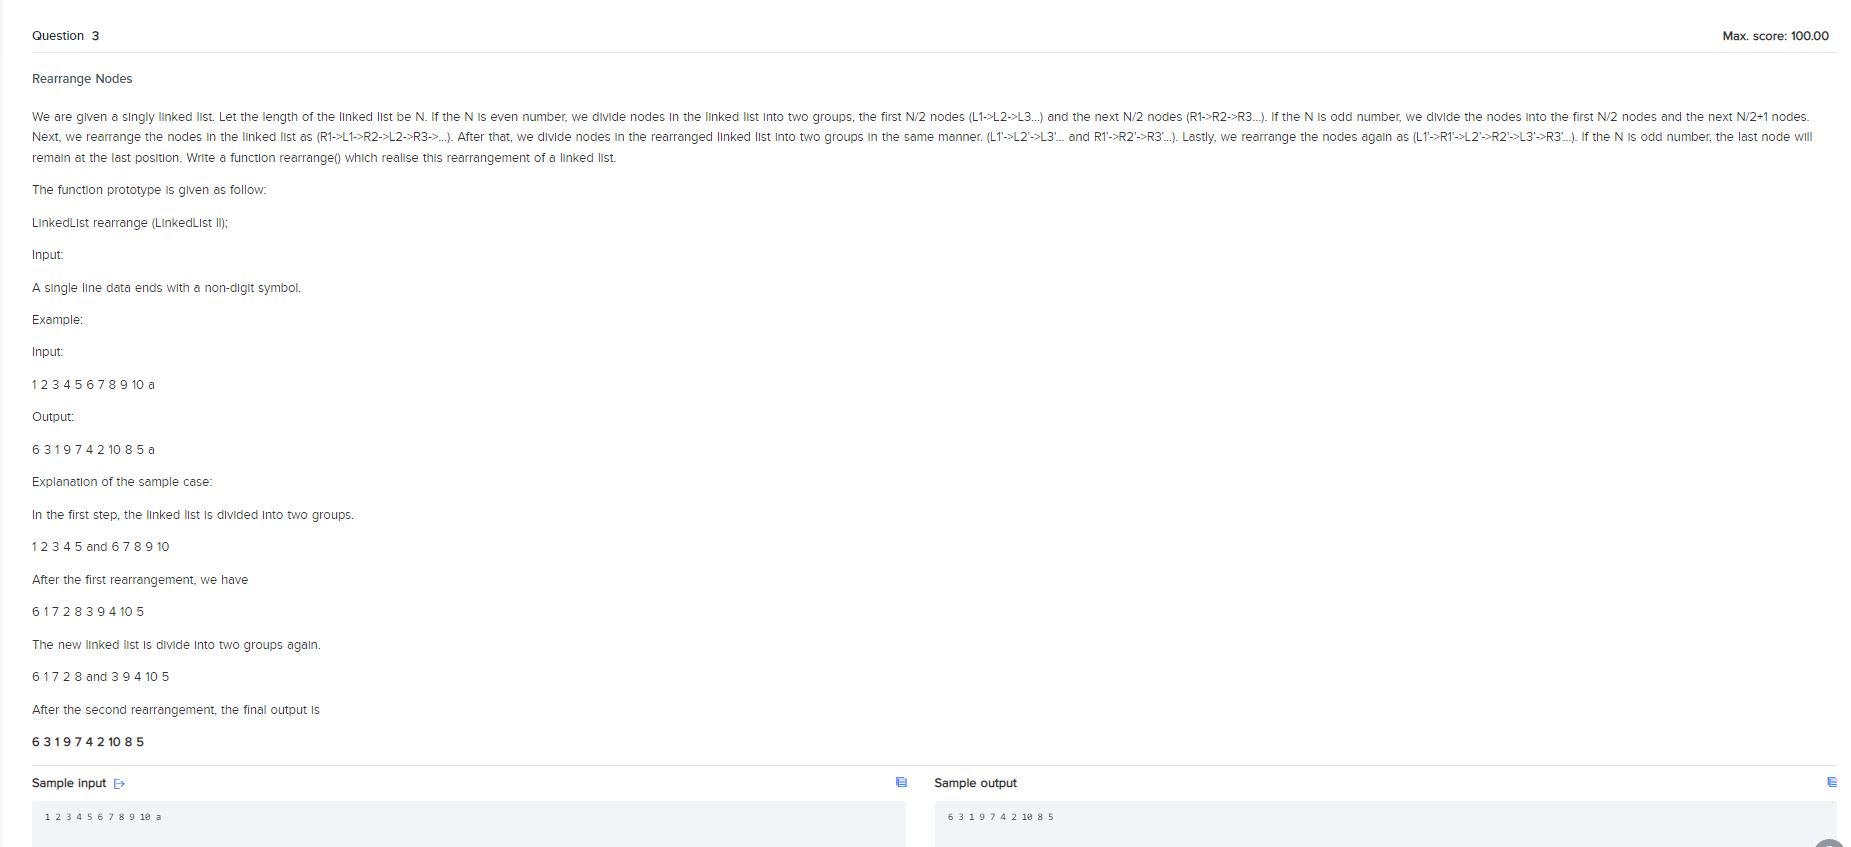 Question 3
Max. score: 100.00
Rearrange Nodes
We are given a singly linked list. Let the length of the linked list be N. If the N is even number, we divide nodes in the linked list into two groups, the first N/2 nodes (L1->L2->L3...) and the next N/2 nodes (R1->R2->R3...). If the N is odd number, we divide the nodes into the first N/2 nodes and the next N/2+1 nodes.
Next, we rearrange the nodes in the linked list as (R1->L1->R2->L2->R3->...). After that, we divide nodes in the rearranged linked list into two groups in the same manner. (L1'->L2'->L3'... and R1'->R2'->R3'...). Lastly, we rearrange the nodes again as (L1'->R1'->L2'->R2'->L3'->R3'...). If the N is odd number, the last node will
remain at the last position. Write a function rearrange() which realise this rearrangement of a linked list.
The function prototype is given as follow:
LinkedList rearrange (LinkedList ll);
Input:
A single line data ends with a non-digit symbol.
Example:
Input:
1 2 3 4 5 6 7 8 9 10 a
Output:
6 3 1 9 7 4 2 10 8 5 a
Explanation of the sample case:
In the first step, the linked list is divided into two groups.
1 2 3 4 5 and 6 7 8 9 10
After the first rearrangement, we have
6 1 7 2 8 3 9 4 10 5
The new linked list is divide into two groups again.
6 1 7 2 8 and 3 9 4 10 5
After the second rearrangement, the final output is
6 3 1 9 7 4 2 10 8 5
Sample input
Sample output
1 2 3 4 5 6 7 8 9 10 a
6 3 1 9 7 4 2 10 8 5